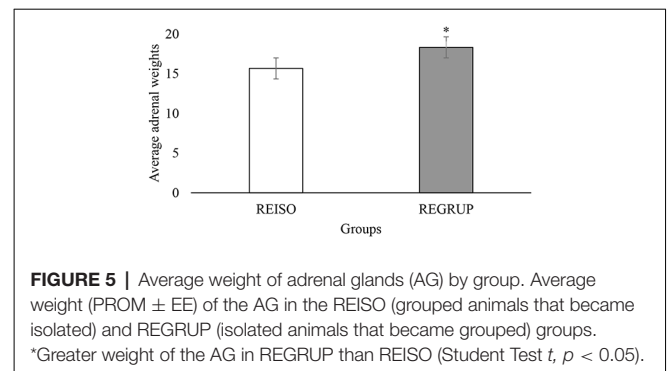 *
20
15
10
5
0
Average adrenal weights
REISO REGRUP
Groups
FIGURE 5 | Average weight of adrenal glands (AG) by group. Average
weight (PROM ± EE) of the AG in the REISO (grouped animals that became
isolated) and REGRUP (isolated animals that became grouped) groups.
*Greater weight of the AG in REGRUP than REISO (Student Test t, p < 0.05).